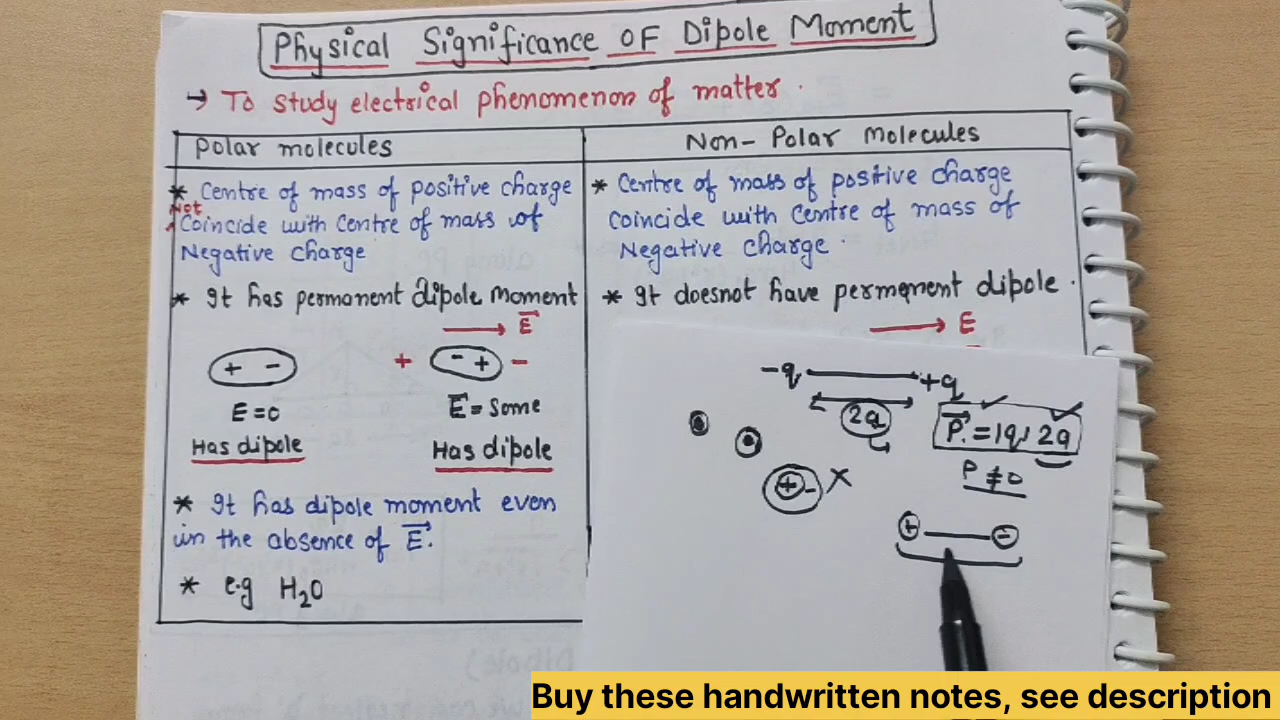 Physical Significance OF Dipole Moment
→ To study electrical phenomenon of matter.
Polar molecules
* Centre of mass of positive charge
Not
Coincide with Centre of mass of
Negative charge
* It has permanent dipole Moment
→ E
+ - + - + -
E=0
E = Some
Has dipole
Has dipole
* It has dipole moment even
in the absence of E.
* e.g H₂O
Non-Polar Molecules
* Centre of mass of positive charge
coincide with Centre of mass of
Negative charge.
* It doesnot have permanent dipole.
→ E
-q +q
2a
P. = |q| 2a
P ≠ 0
+ - X
+ -
Buy these handwritten notes, see description